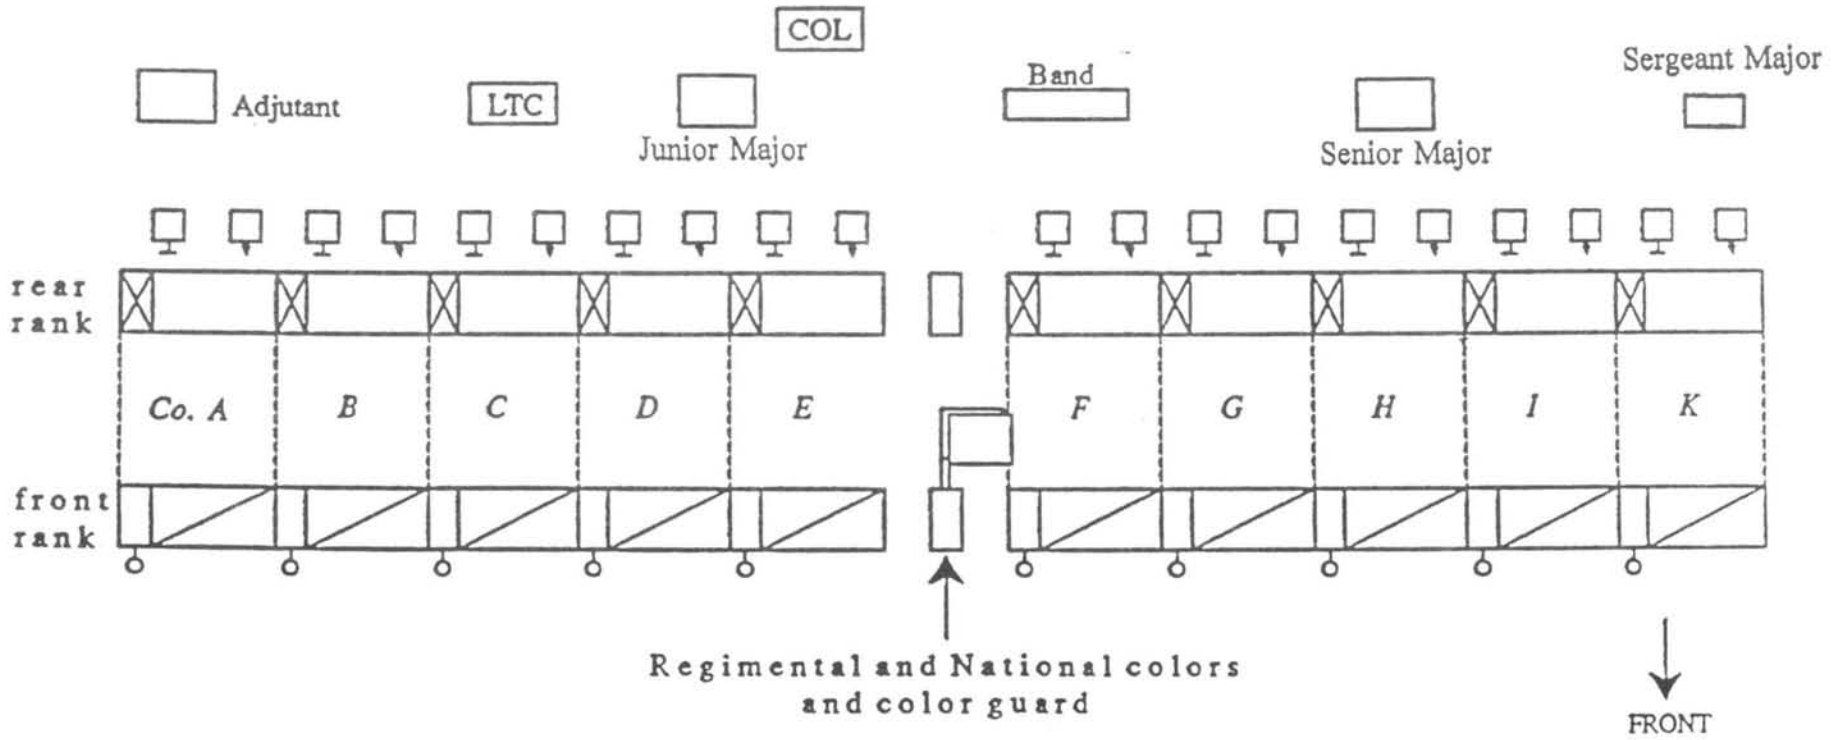 COL
Sergeant Major
Band
Adjutant
LTC
Junior Major
Senior Major
rear
rank
Co. A B C D E F G H I K
front
rank
Regimental and National colors
and color guard
FRONT